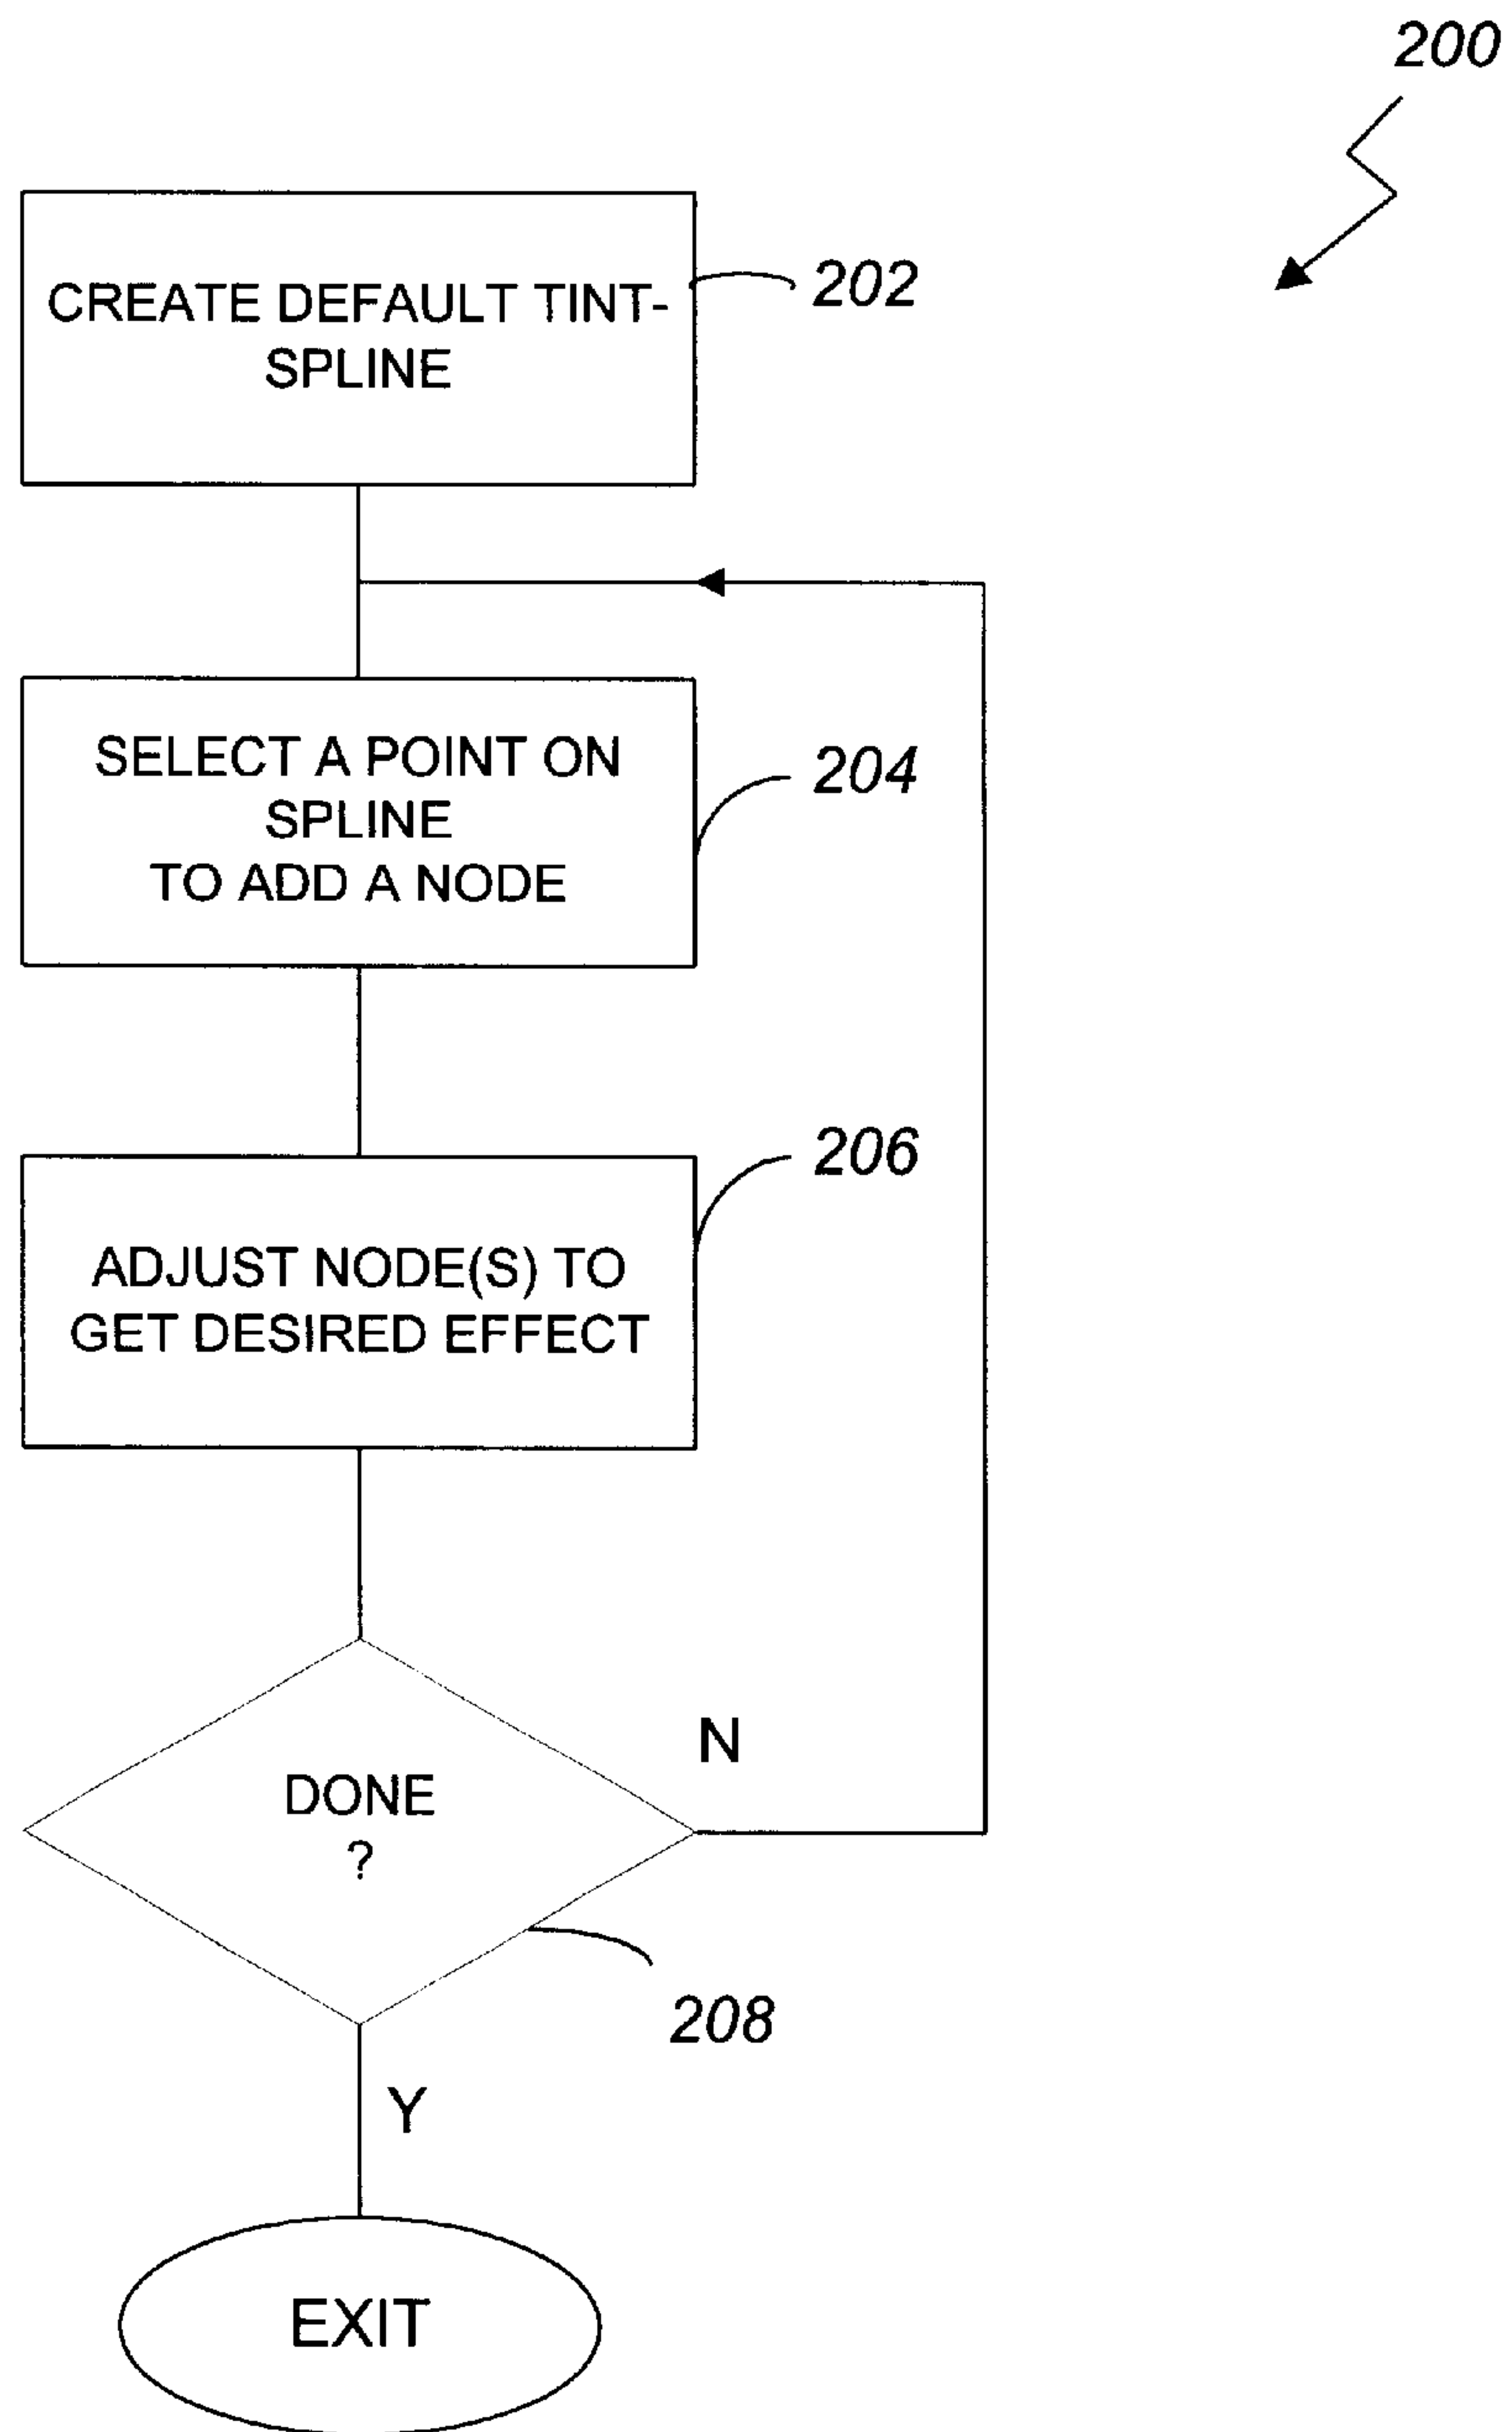 200
CREATE DEFAULT TINT-
SPLINE
202
SELECT A POINT ON
SPLINE
TO ADD A NODE
204
206
ADJUST NODE(S) TO
GET DESIRED EFFECT
N
DONE
?
208
Y
EXIT